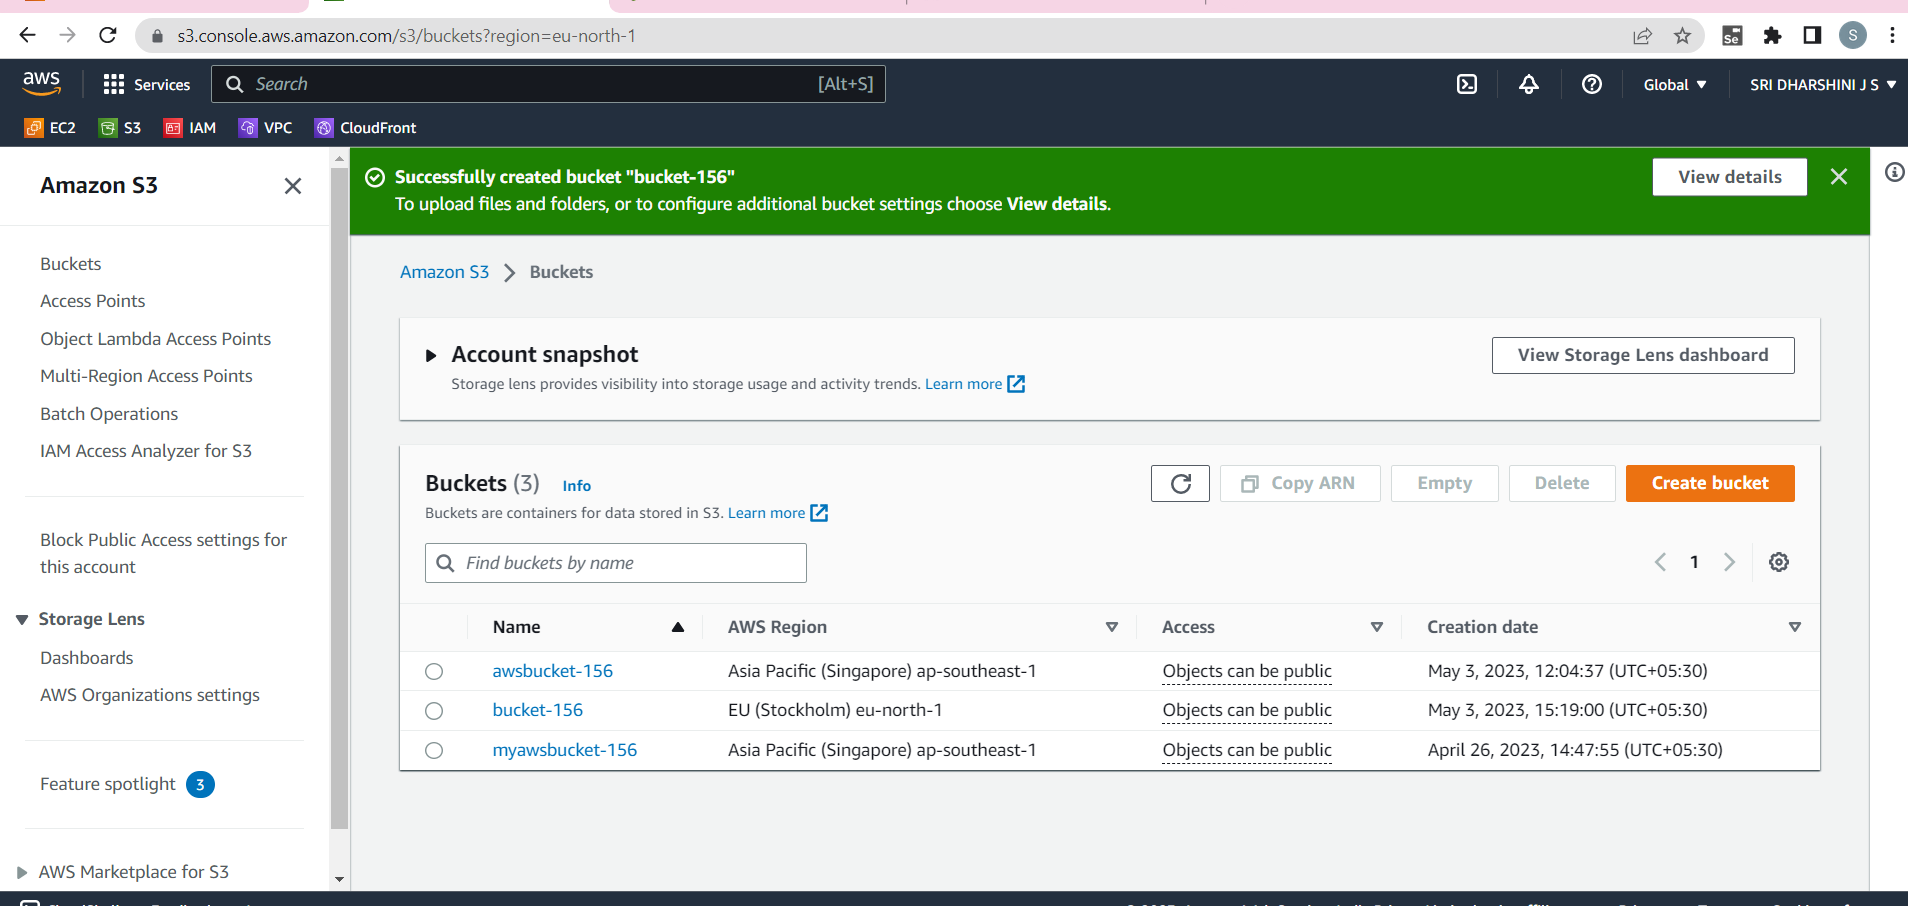 s3.console.aws.amazon.com/s3/buckets?region=eu-north-1
Se
S
aws
Services
Search
[Alt+S]
Global
SRI DHARSHINI J S
EC2
S3
IAM
VPC
CloudFront
Amazon S3
Buckets
Access Points
Object Lambda Access Points
Multi-Region Access Points
Batch Operations
IAM Access Analyzer for S3
Block Public Access settings for
this account
Storage Lens
Dashboards
AWS Organizations settings
Feature spotlight 3
AWS Marketplace for S3
Successfully created bucket "bucket-156"
To upload files and folders, or to configure additional bucket settings choose View details.
View details
Amazon S3 Buckets
Account snapshot
Storage lens provides visibility into storage usage and activity trends. Learn more
View Storage Lens dashboard
Buckets (3) Info
Buckets are containers for data stored in S3. Learn more
Copy ARN
Empty
Delete
Create bucket
Find buckets by name
1
Name AWS Region Access Creation date
awsbucket-156 Asia Pacific (Singapore) ap-southeast-1 Objects can be public May 3, 2023, 12:04:37 (UTC+05:30)
bucket-156 EU (Stockholm) eu-north-1 Objects can be public May 3, 2023, 15:19:00 (UTC+05:30)
myawsbucket-156 Asia Pacific (Singapore) ap-southeast-1 Objects can be public April 26, 2023, 14:47:55 (UTC+05:30)